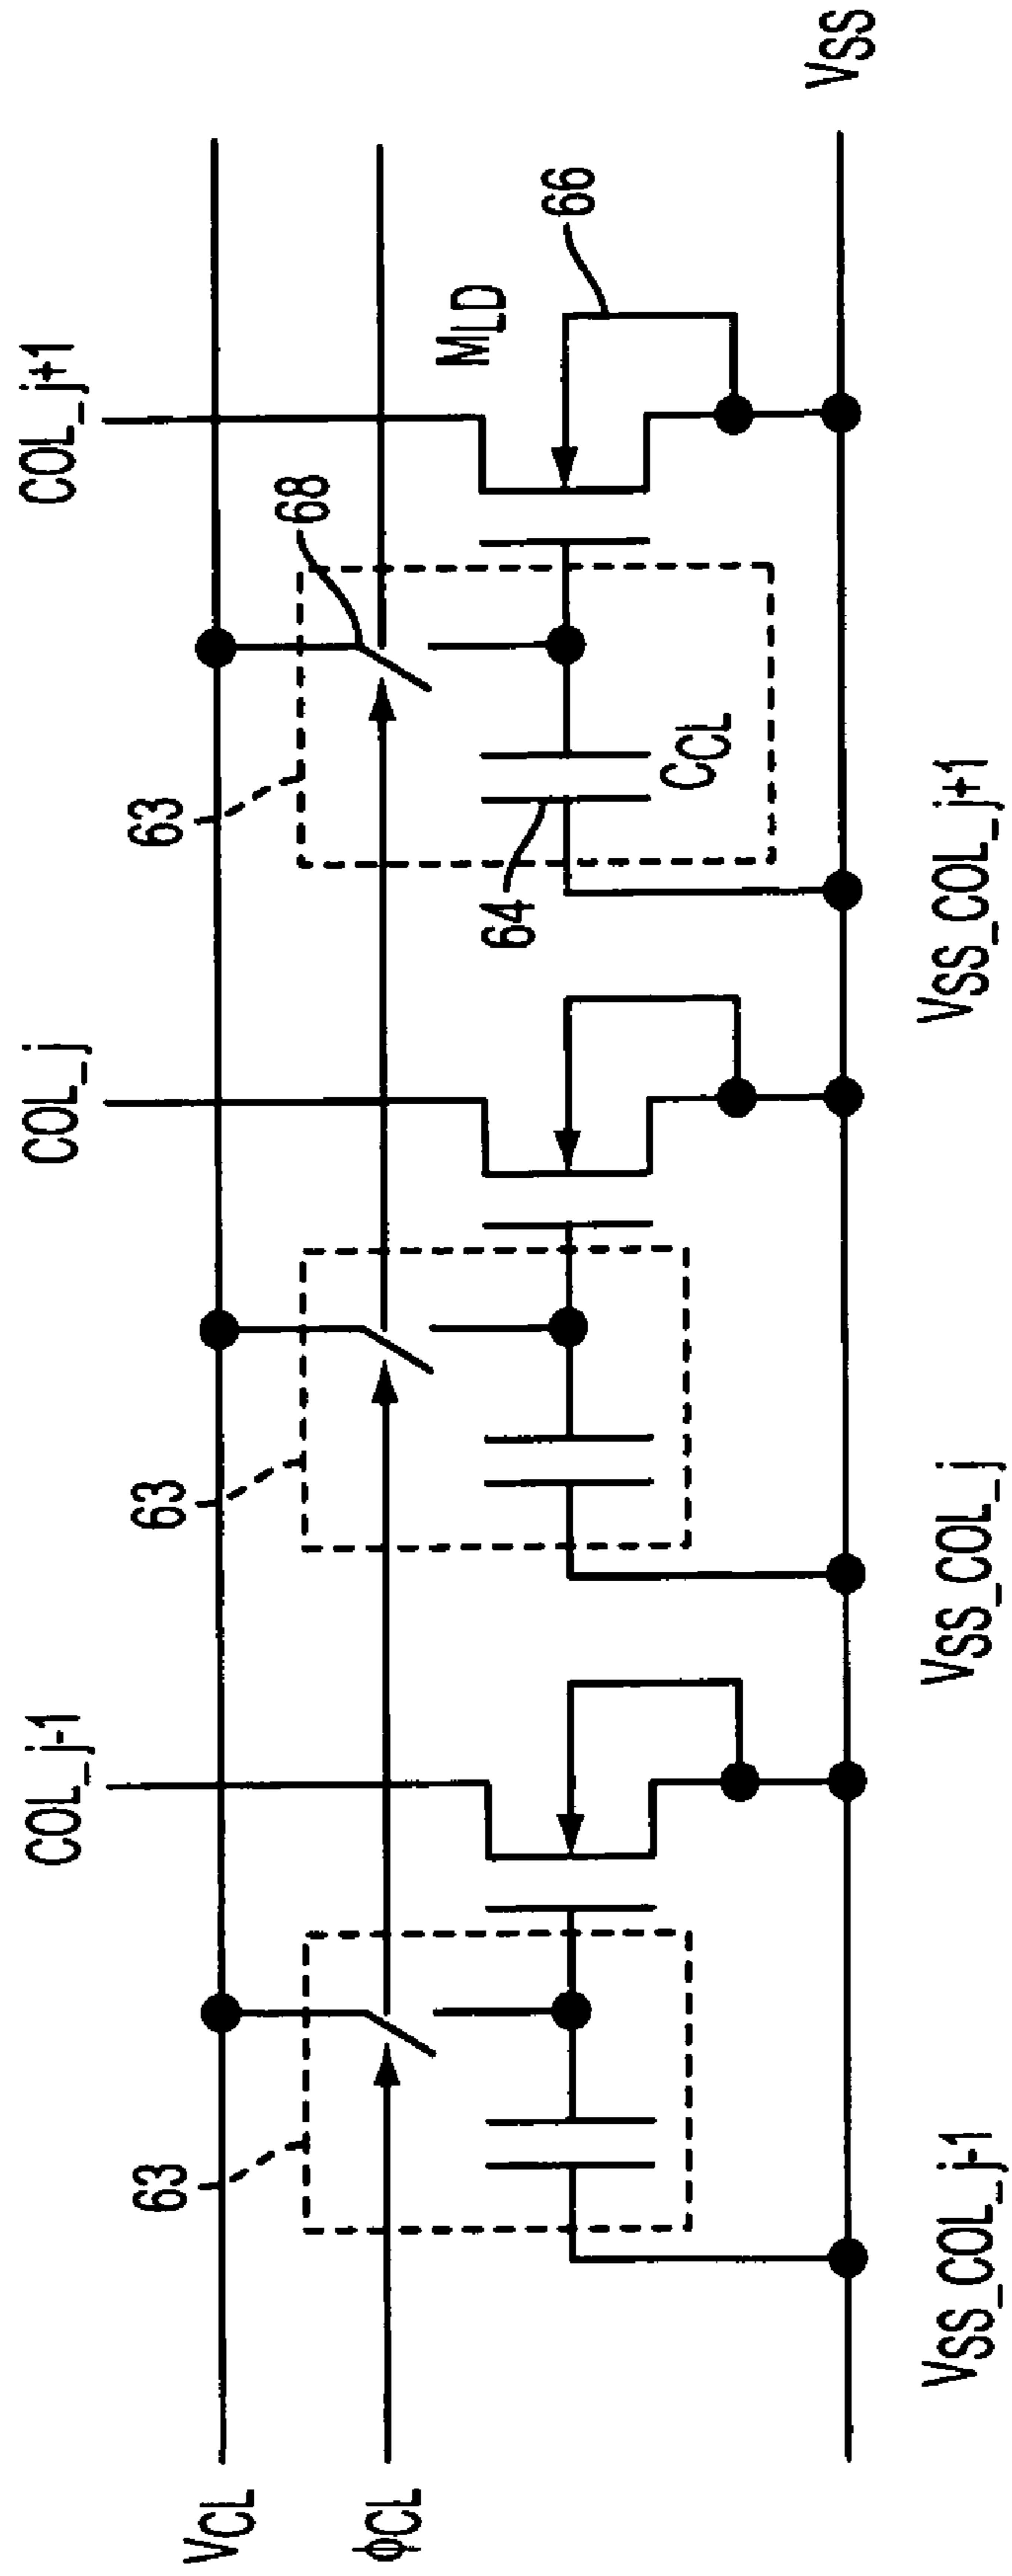 COL_j-1
COL_j
COL_j+1
VCL
ΦCL
63
63
63
68
MLD
66
64
CCL
VSS
VSS_COL_j-1
VSS_COL_j
VSS_COL_j+1